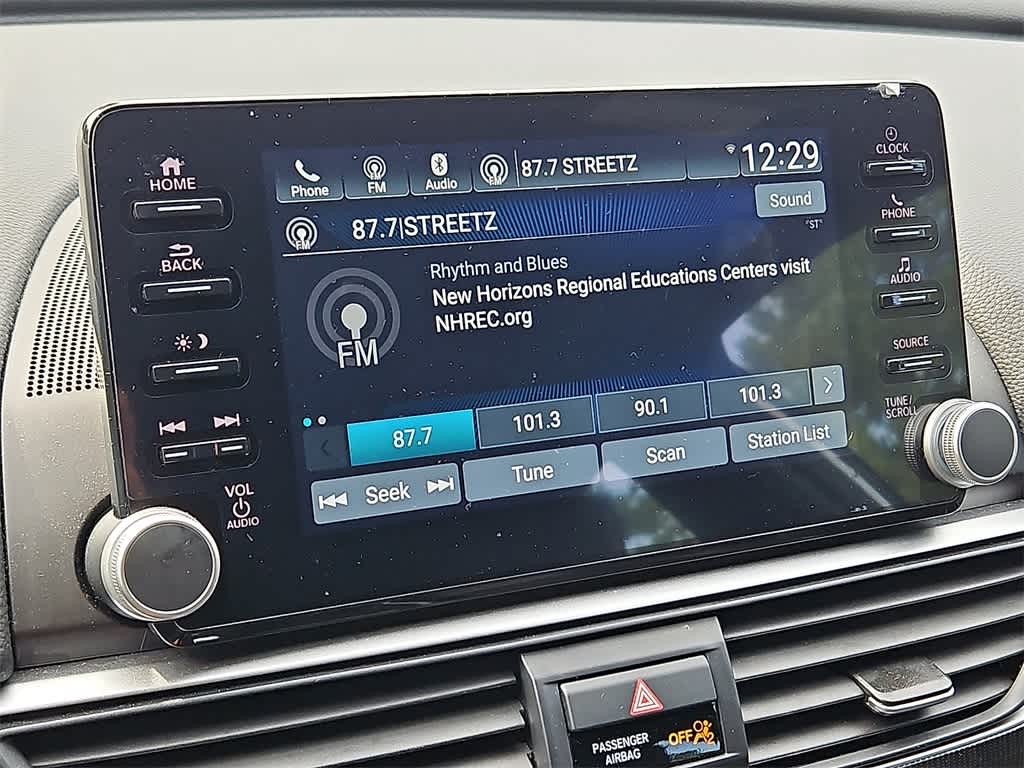 HOME
BACK
VOL
AUDIO
Phone
FM
Audio
FM
87.7 STREETZ
12:29
FM
87.7|STREETZ
Sound
"ST"
FM
Rhythm and Blues
New Horizons Regional Educations Centers visit
NHREC.org
87.7
101.3
90.1
101.3
Seek
Tune
Scan
Station List
CLOCK
PHONE
AUDIO
SOURCE
TUNE/
SCROLL
PASSENGER
AIRBAG
OFF
2